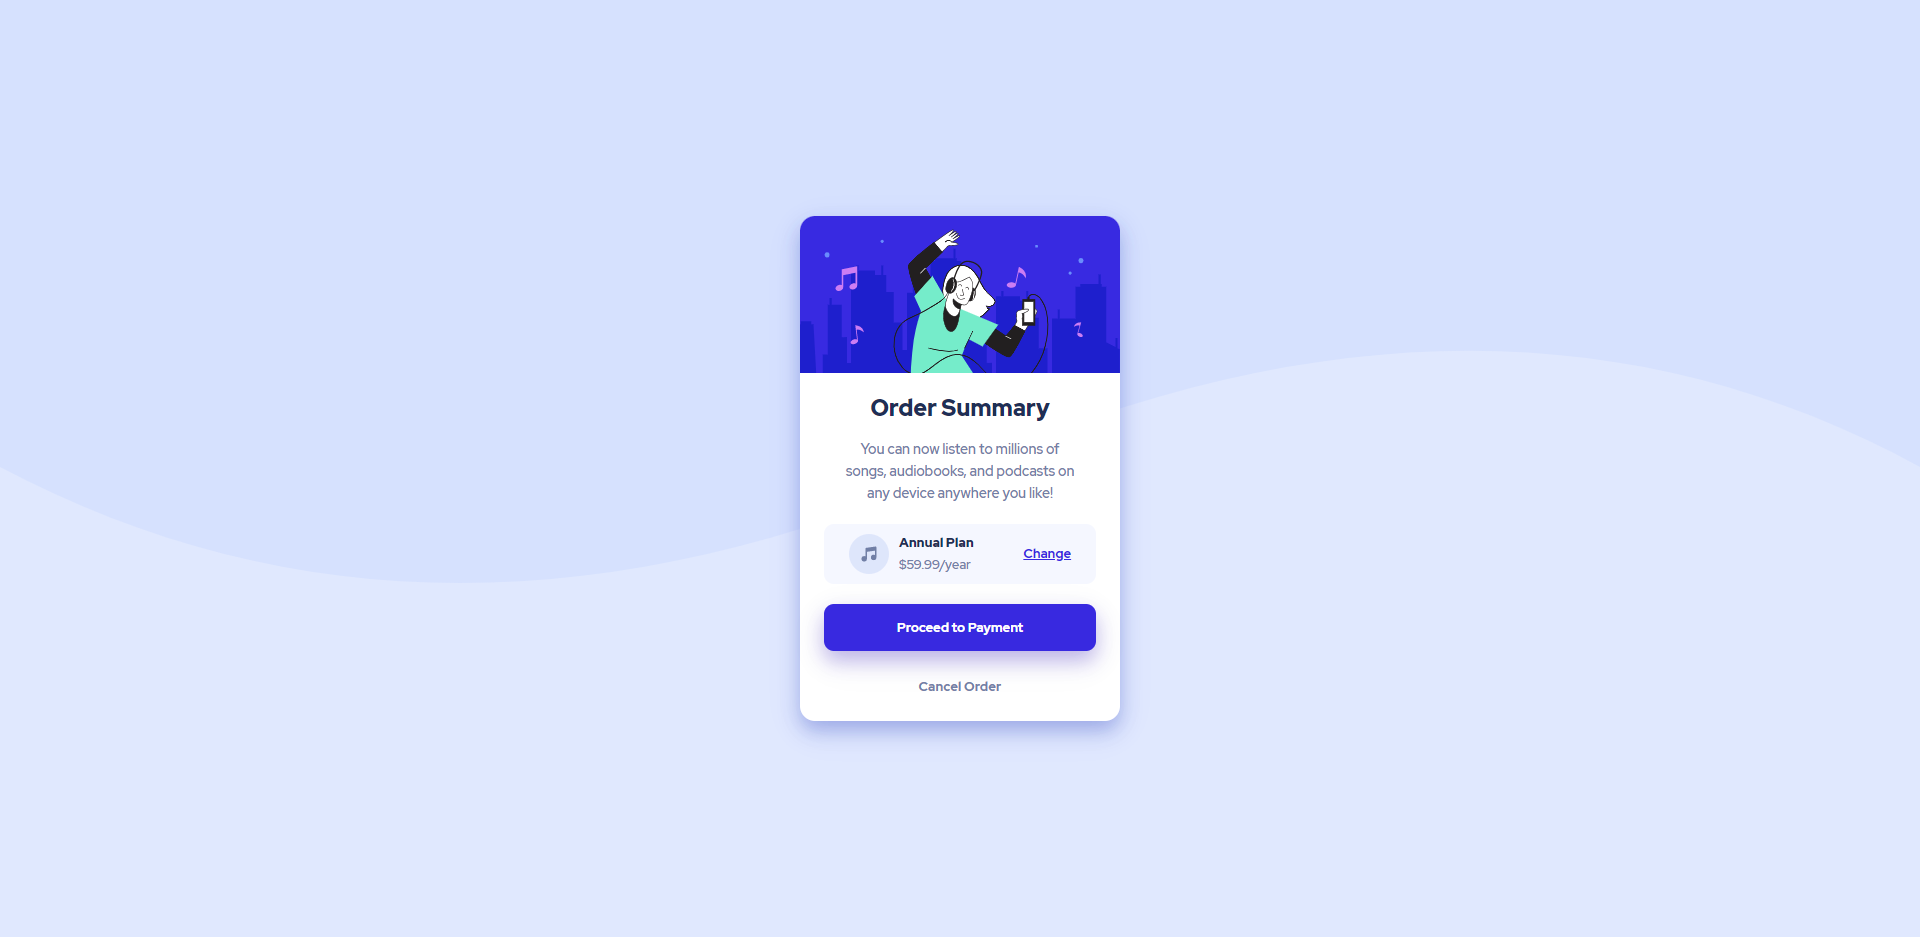 Order Summary
You can now listen to millions of
songs, audiobooks, and podcasts on
any device anywhere you like!
Annual Plan
$59.99/year
Change
Proceed to Payment
Cancel Order